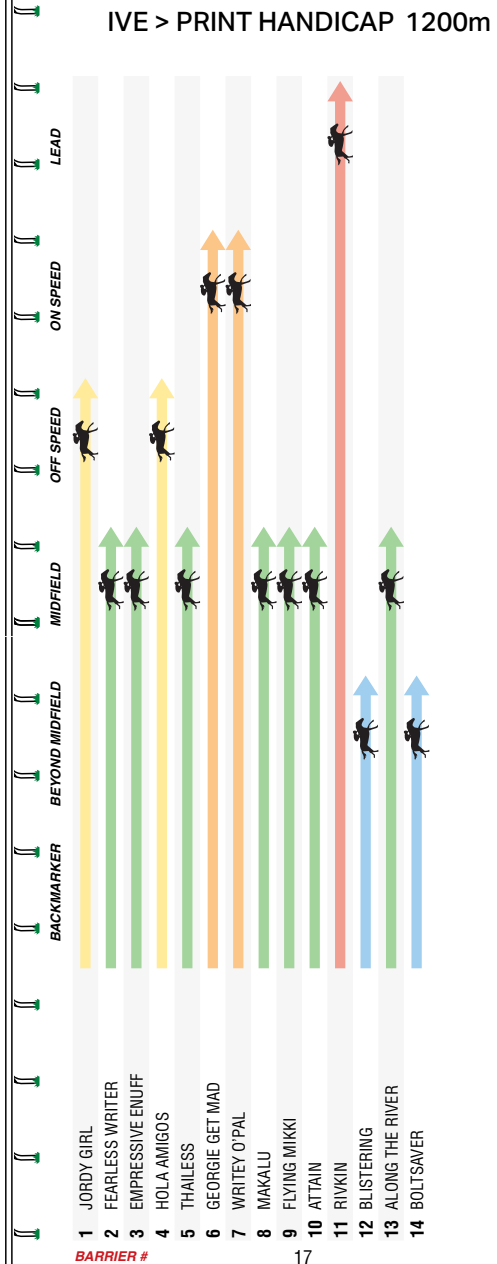 IVE > PRINT HANDICAP 1200m
LEAD
ON SPEED
OFF SPEED
MIDFIELD
BEYOND MIDFIELD
BACKMARKER
1 JORDY GIRL
2 FEARLESS WRITER
3 EMPRESSIVE ENUFF
4 HOLA AMIGOS
5 THAILESS
6 GEORGIE GET MAD
7 WRITEY O'PAL
8 MAKALU
9 FLYING MIKKI
10 ATTAIN
11 RIVKIN
12 BLISTERING
13 ALONG THE RIVER
14 BOLTSAVER
BARRIER #
17